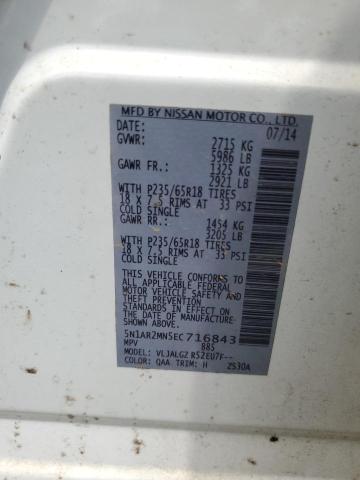 MFD BY NISSAN MOTOR CO., LTD.
DATE: 07/14
GVWR: 2715 KG
5986 LB
GAWR FR.: 1325 KG
2921 LB
WITH P235/65R18 TIRES
18 X 7.5 RIMS AT 33 PSI
COLD SINGLE
GAWR RR.: 1454 KG
3205 LB
WITH P235/65R18 TIRES
18 X 7.5 RIMS AT 33 PSI
COLD SINGLE
THIS VEHICLE CONFORMS TO
ALL APPLICABLE FEDERAL
MOTOR VEHICLE SAFETY AND
THEFT PREVENTION STANDARDS
IN EFFECT ON THE DATE OF
MANUFACTURE SHOWN ABOVE.
5N1AR2MN5EC716843
MPV 885
MODEL: VLJALGZ R52EU7F--
COLOR: QAA TRIM: H ZS30A